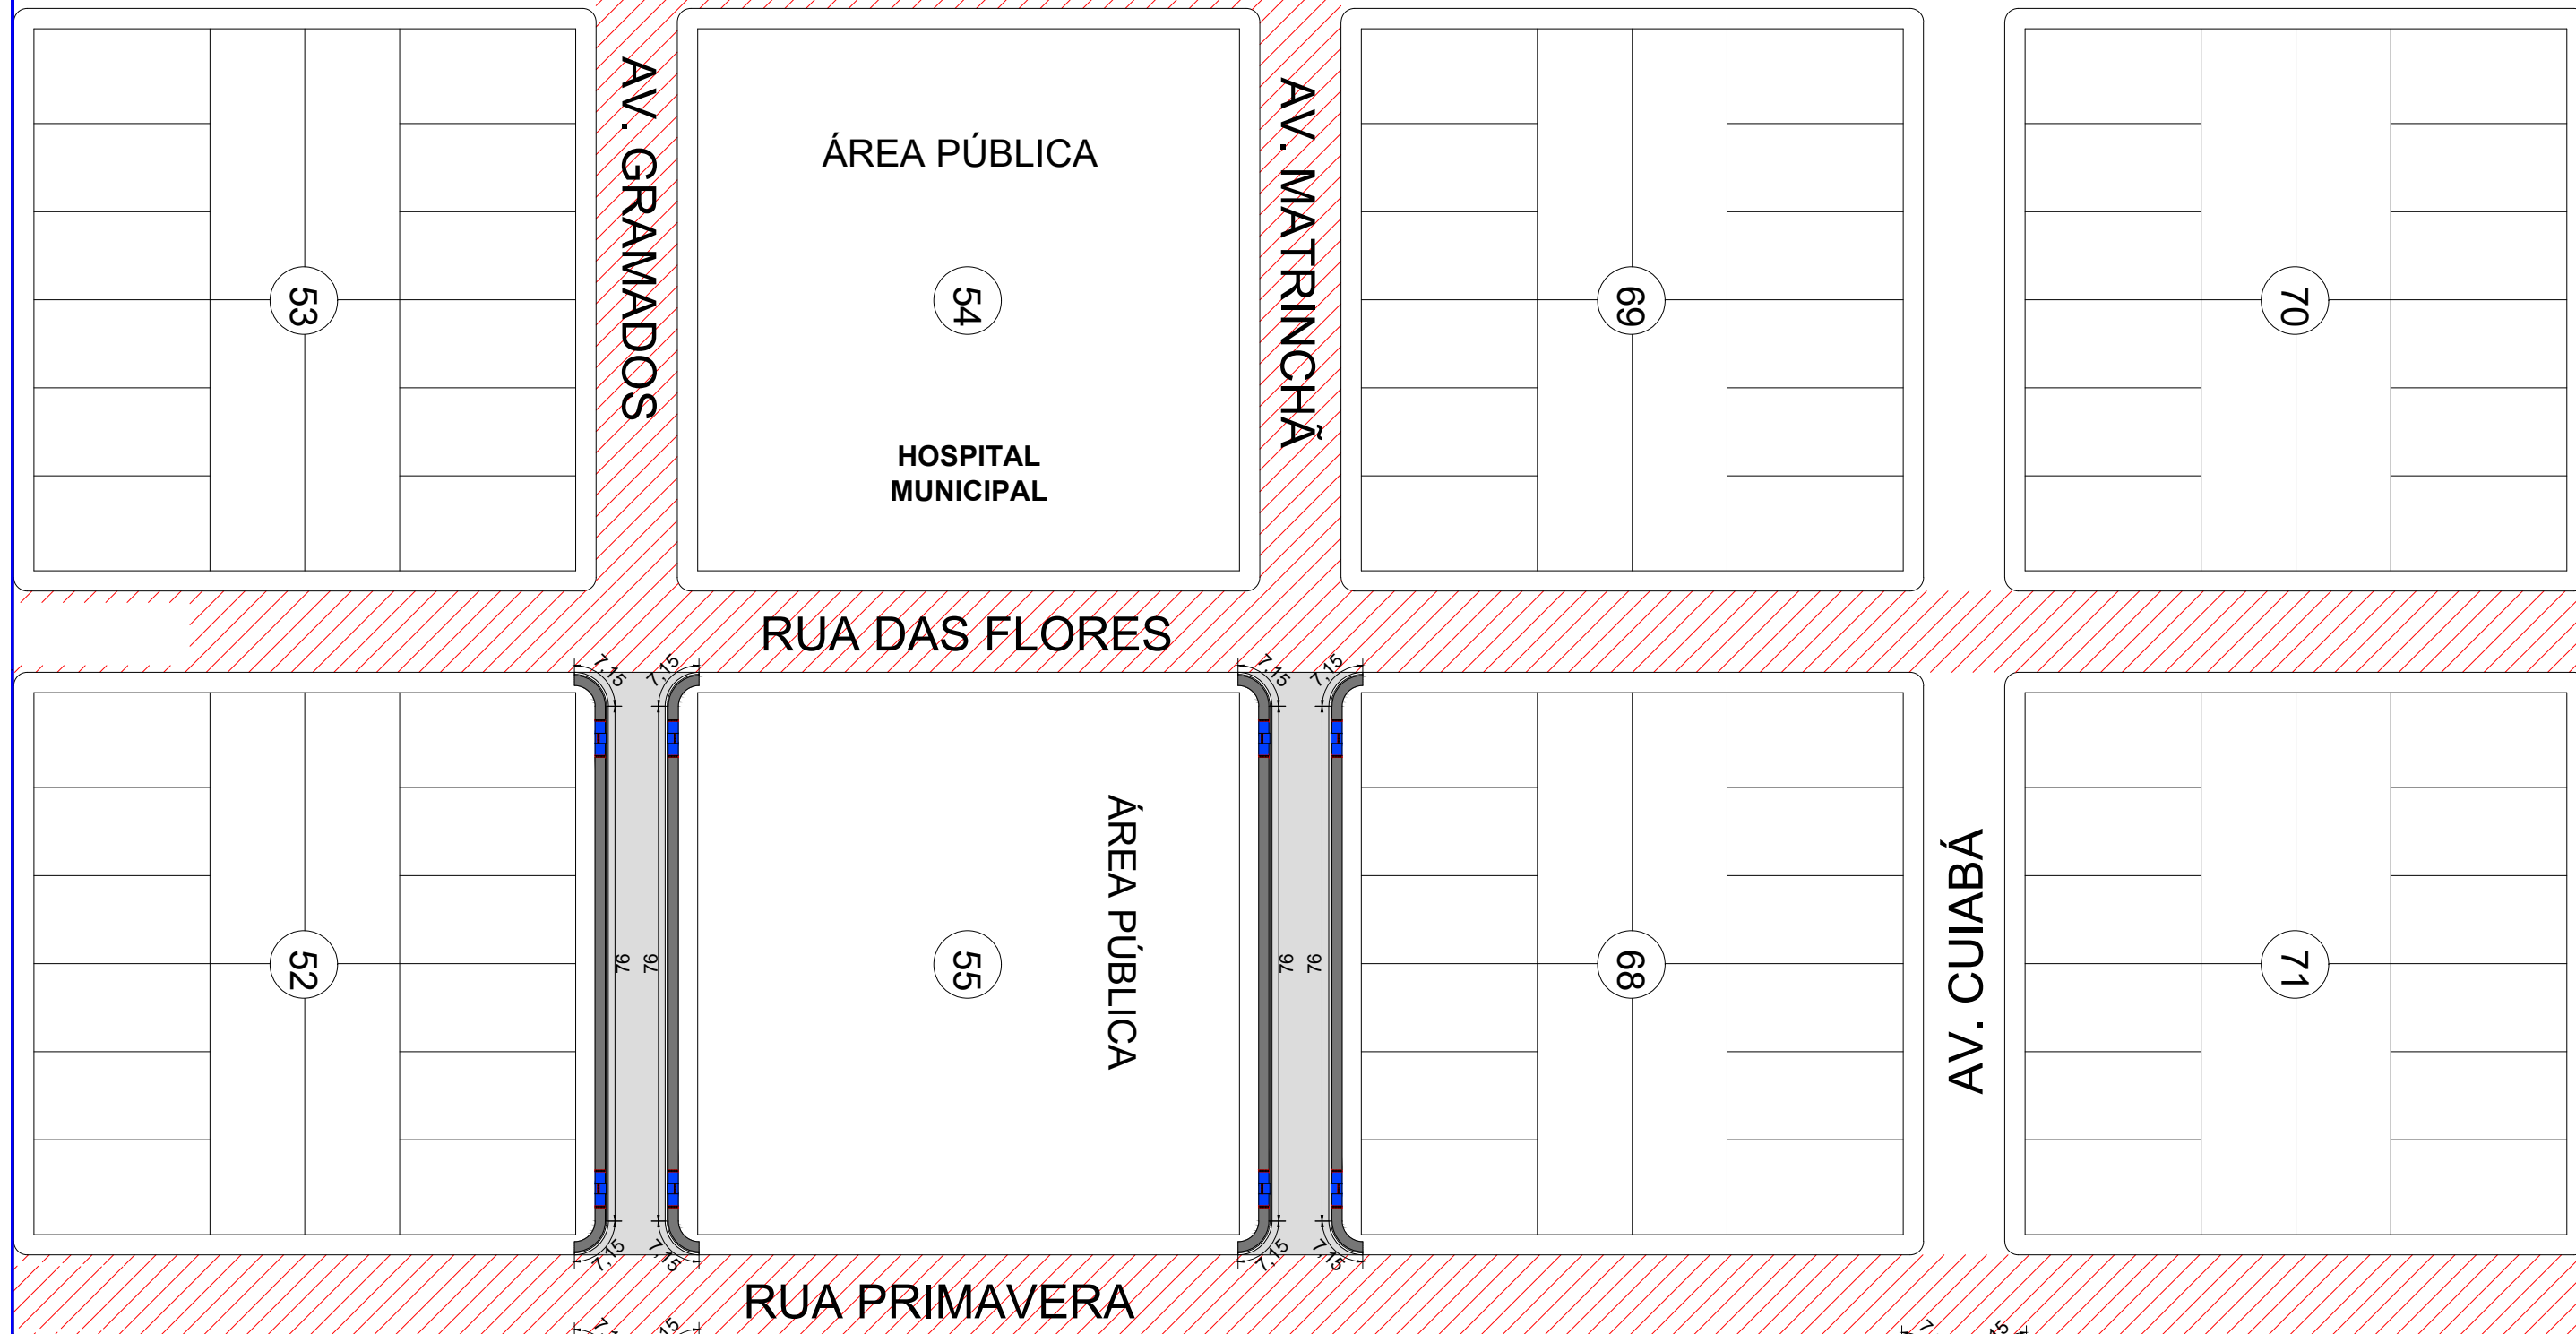 AV. GRAMADOS
ÁREA PÚBLICA
AV. MATRINCHÃ
53
54
69
70
HOSPITAL
MUNICIPAL
RUA DAS FLORES
7,15
7,15
7,15
7,15
ÁREA PÚBLICA
AV. CUIABÁ
52
76
76
55
76
76
68
71
7,15
7,15
7,15
7,15
RUA PRIMAVERA